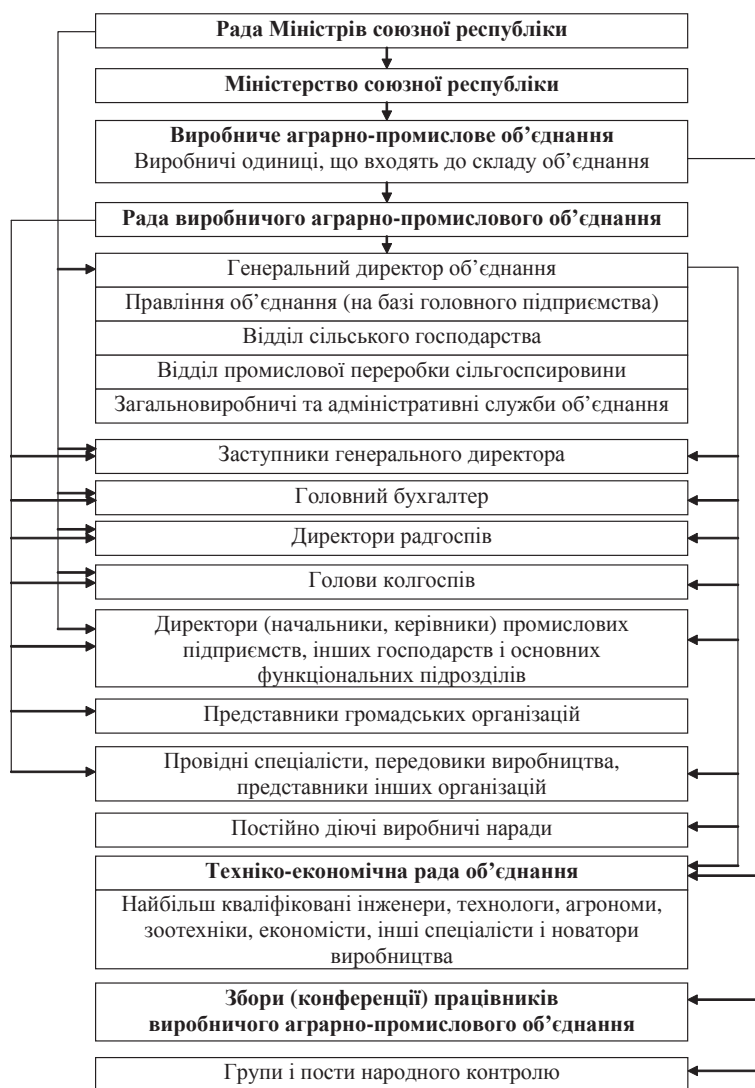 Рада Міністрів союзної республіки
Міністерство союзної республіки
Виробниче аграрно-промислове об’єднання
Виробничі одиниці, що входять до складу об’єднання
Рада виробничого аграрно-промислового об’єднання
Генеральний директор об’єднання
Правління об’єднання (на базі головного підприємства)
Відділ сільського господарства
Відділ промислової переробки сільгоспсировини
Загальновиробничі та адміністративні служби об’єднання
Заступники генерального директора
Головний бухгалтер
Директори радгоспів
Голови колгоспів
Директори (начальники, керівники) промислових
підприємств, інших господарств і основних
функціональних підрозділів
Представники громадських організацій
Провідні спеціалісти, передовики виробництва,
представники інших організацій
Постійно діючі виробничі наради
Техніко-економічна рада об’єднання
Найбільш кваліфіковані інженери, технологи, агрономи,
зоотехніки, економісти, інші спеціалісти і новатори
виробництва
Збори (конференції) працівників
виробничого аграрно-промислового об’єднання
Групи і пости народного контролю